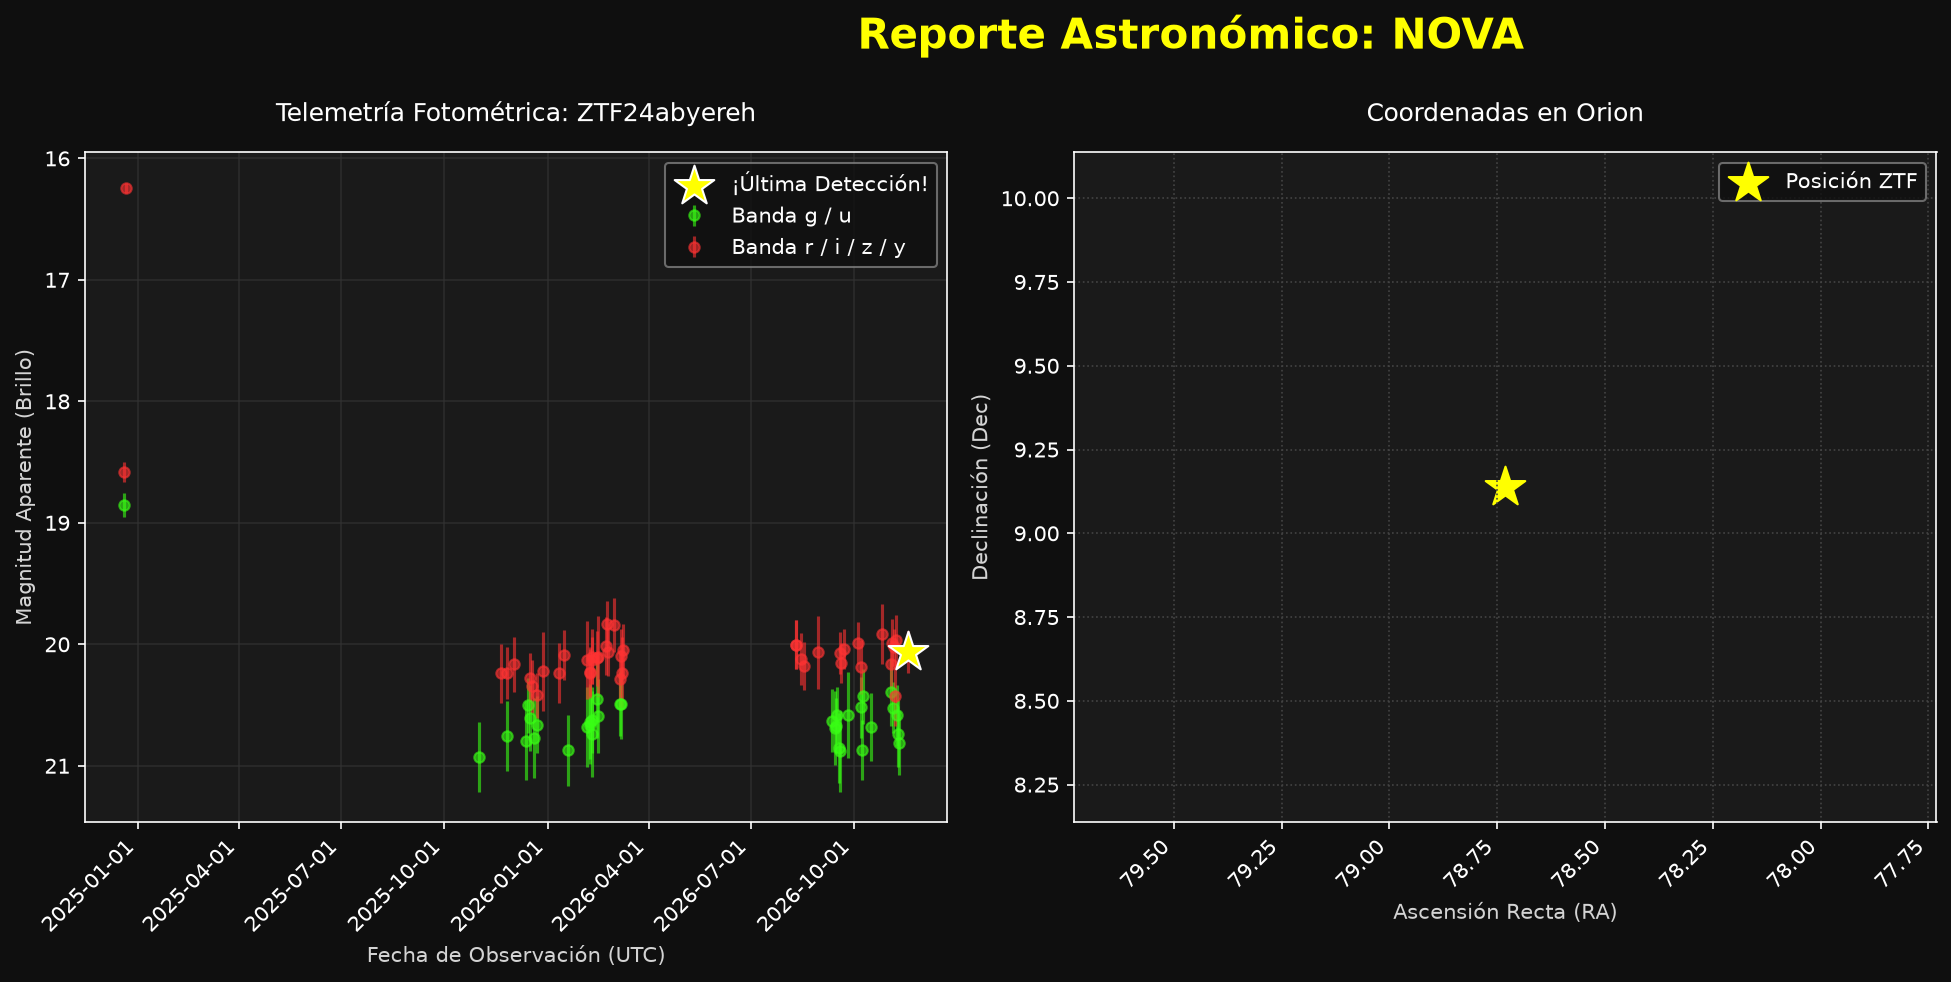 Reporte Astronómico: NOVA
Telemetría Fotométrica: ZTF24abyereh
Magnitud Aparente (Brillo)
16
17
18
19
20
21
¡Última Detección!
Banda g / u
Banda r / i / z / y
2025-01-01
2025-04-01
2025-07-01
2025-10-01
2026-01-01
2026-04-01
2026-07-01
2026-10-01
Fecha de Observación (UTC)
Coordenadas en Orion
Declinación (Dec)
10.00
9.75
9.50
9.25
9.00
8.75
8.50
8.25
Posición ZTF
79.50
79.25
79.00
78.75
78.50
78.25
78.00
77.75
Ascensión Recta (RA)